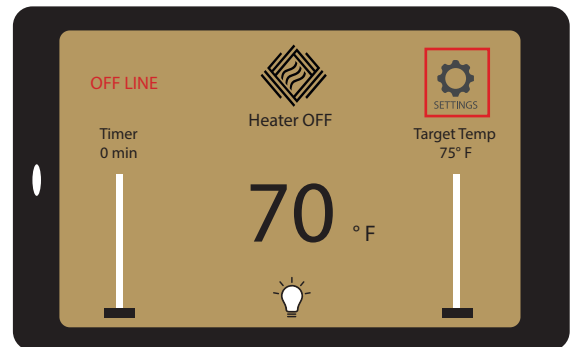 OFF LINE
Heater OFF
SETTINGS
Timer
0 min
Target Temp
75° F
70 ° F